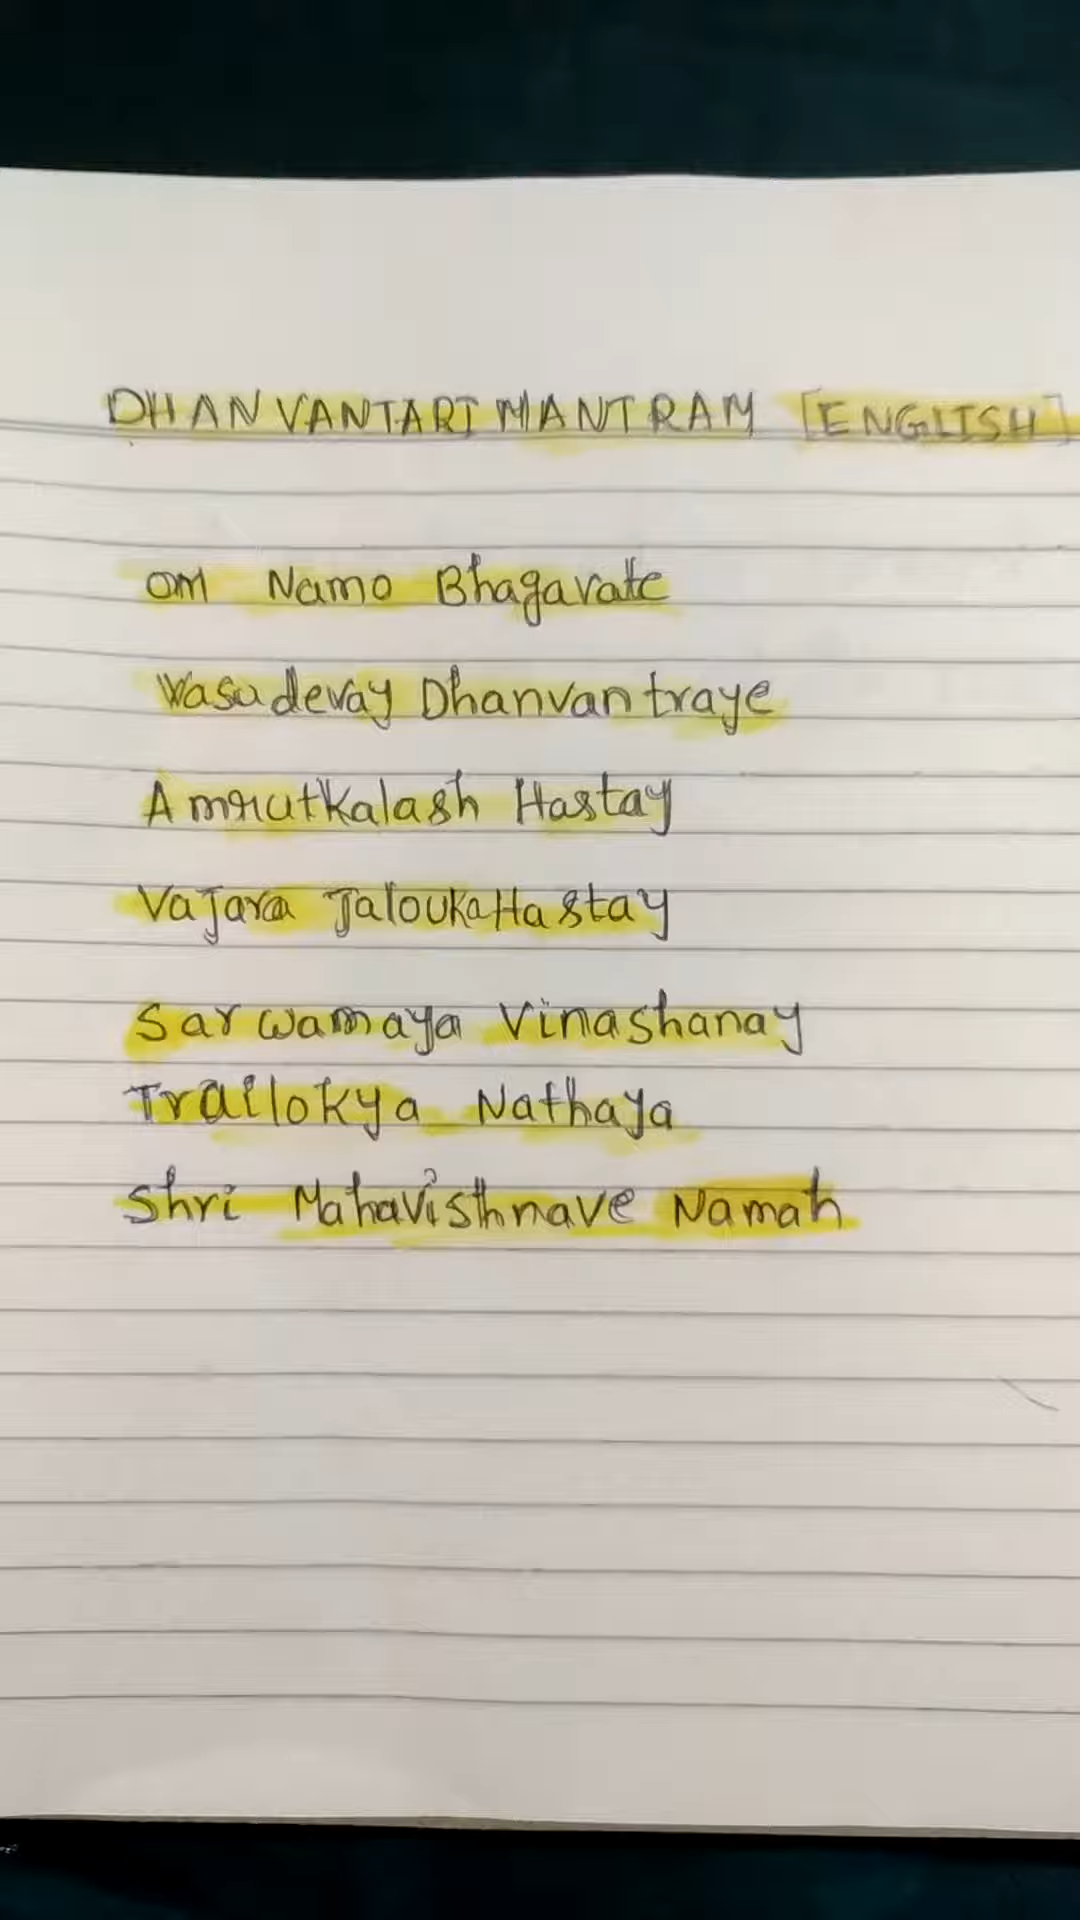 DHANVANTARI MANTRAM [ENGLISH]
om Namo Bhagavate
Wasudevay Dhanvantraye
Amrutkalash Hastay
Vajara JaloukaHastay
Sarwamaya Vinashanay
Trailokya Nathaya
Shri Mahavisthnave Namah